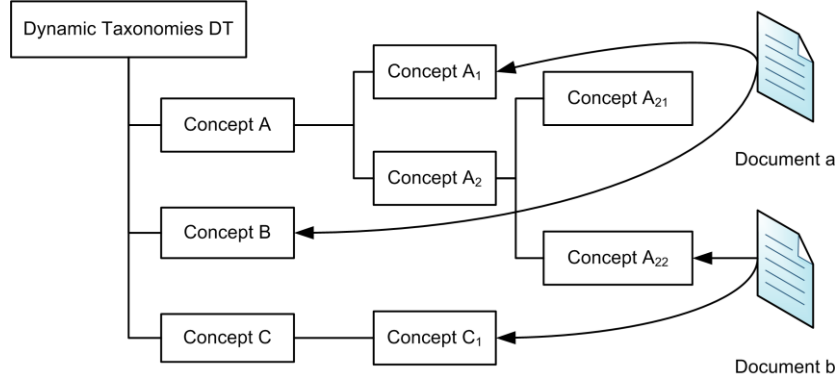 Dynamic Taxonomies DT
Concept A₁
Concept A₂₁
Concept A
Document a
Concept A₂
Concept B
Concept A₂₂
Concept C
Concept C₁
Document b